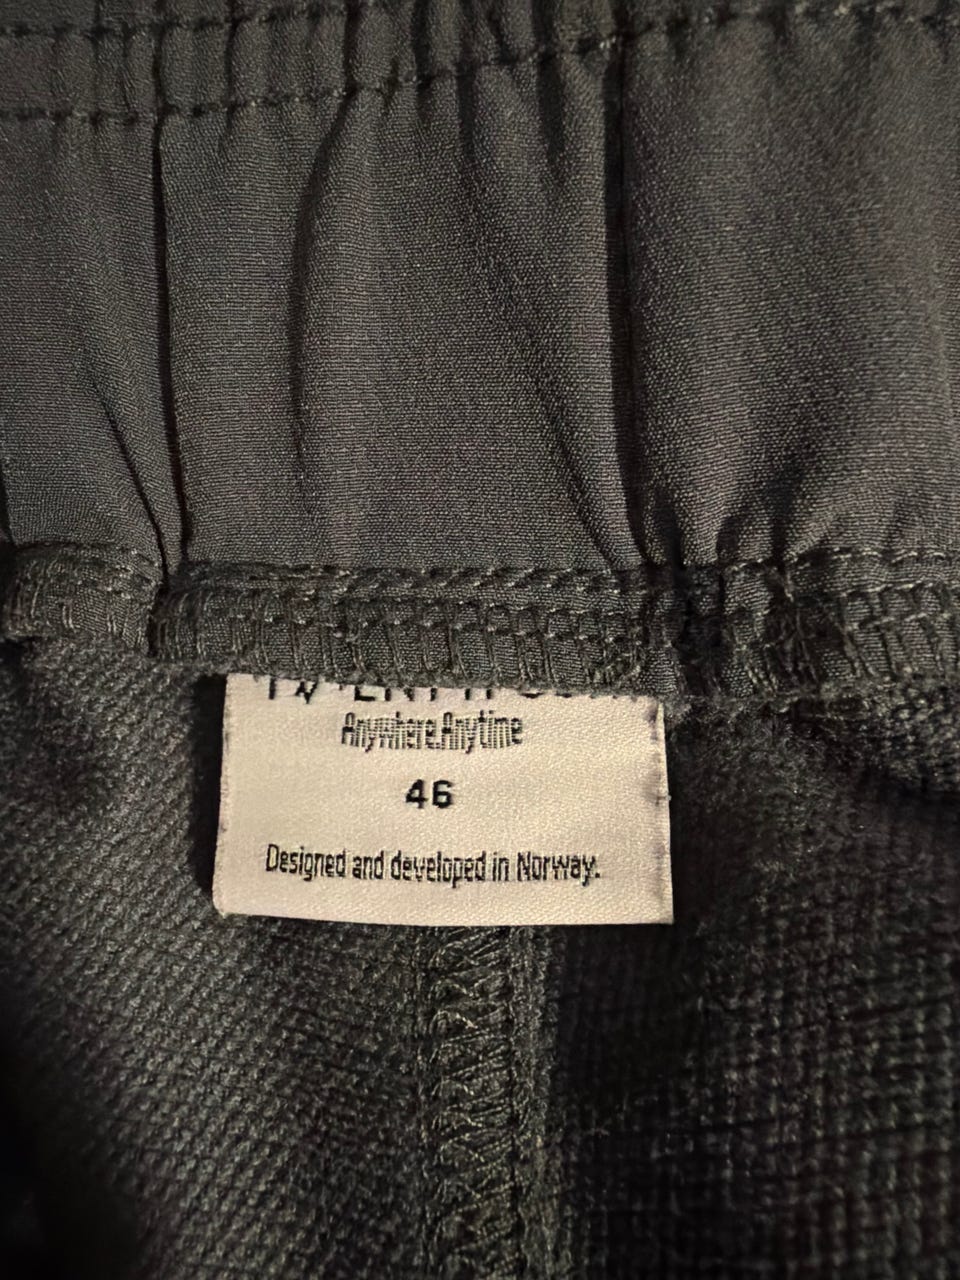 Anywhere.Anytime
46
Designed and developed in Norway.